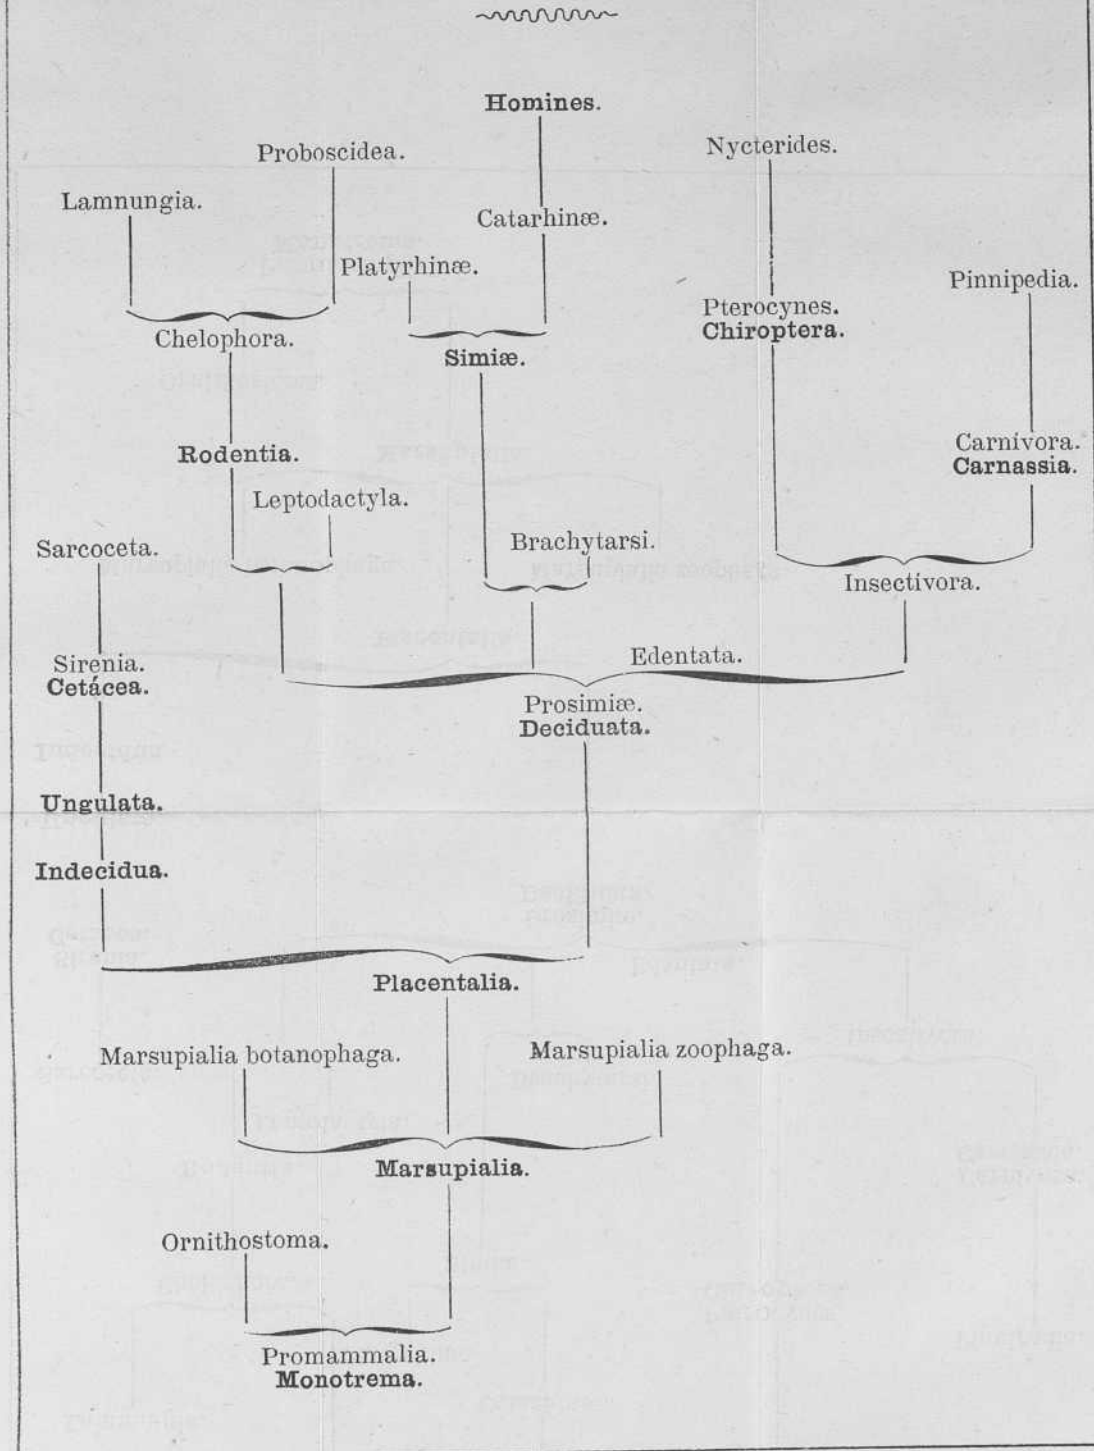 Homines.
Proboscidea.
Nycterides.
Lamnungia.
Catarhinæ.
Platyrhinæ.
Pinnipedia.
Pterocynes.
Chiroptera.
Chelophora.
Simiæ.
Carnívora.
Carnassia.
Rodentia.
Leptodactyla.
Sarcoceta.
Brachytarsi.
Insectivora.
Sirenia.
Cetácea.
Edentata.
Prosimiæ.
Deciduata.
Ungulata.
Indecidua.
Placentalia.
Marsupialia botanophaga.
Marsupialia zoophaga.
Marsupialia.
Ornithostoma.
Promammalia.
Monotrema.